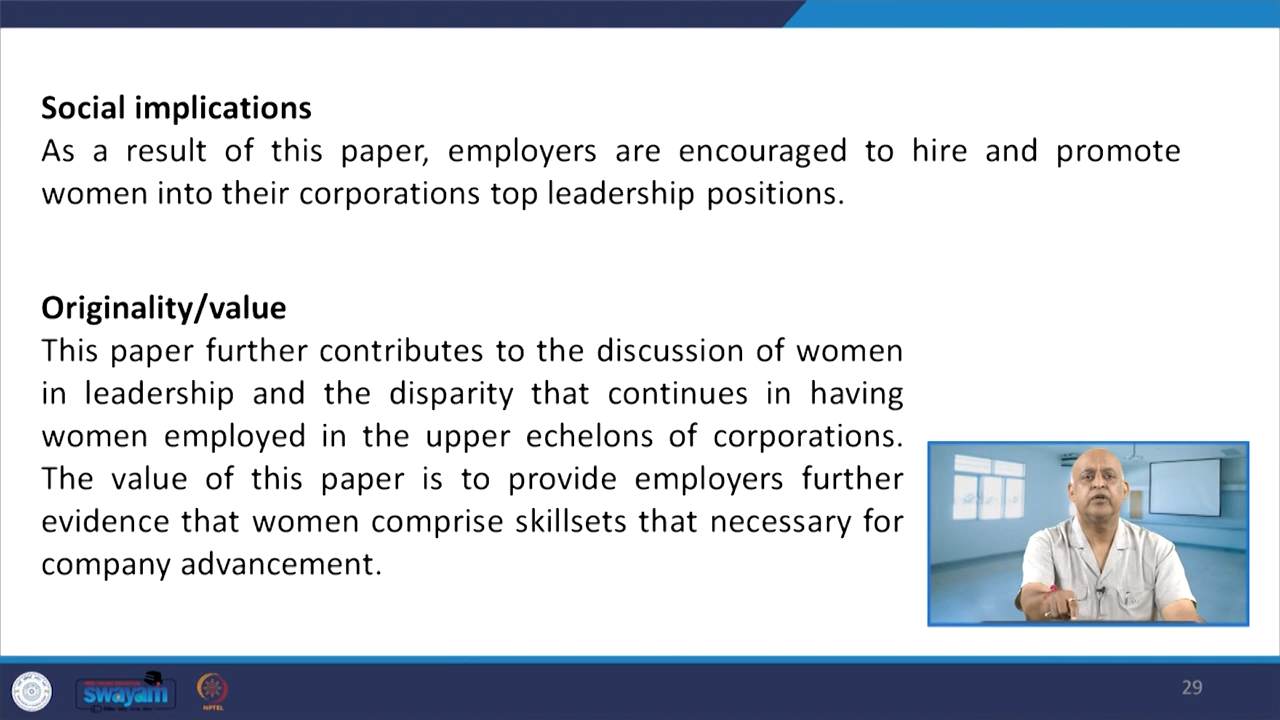 Social implications
As a result of this paper, employers are encouraged to hire and promote
women into their corporations top leadership positions.
Originality/value
This paper further contributes to the discussion of women
in leadership and the disparity that continues in having
women employed in the upper echelons of corporations.
The value of this paper is to provide employers further
evidence that women comprise skillsets that necessary for
company advancement.
swayam
NPTEL
29